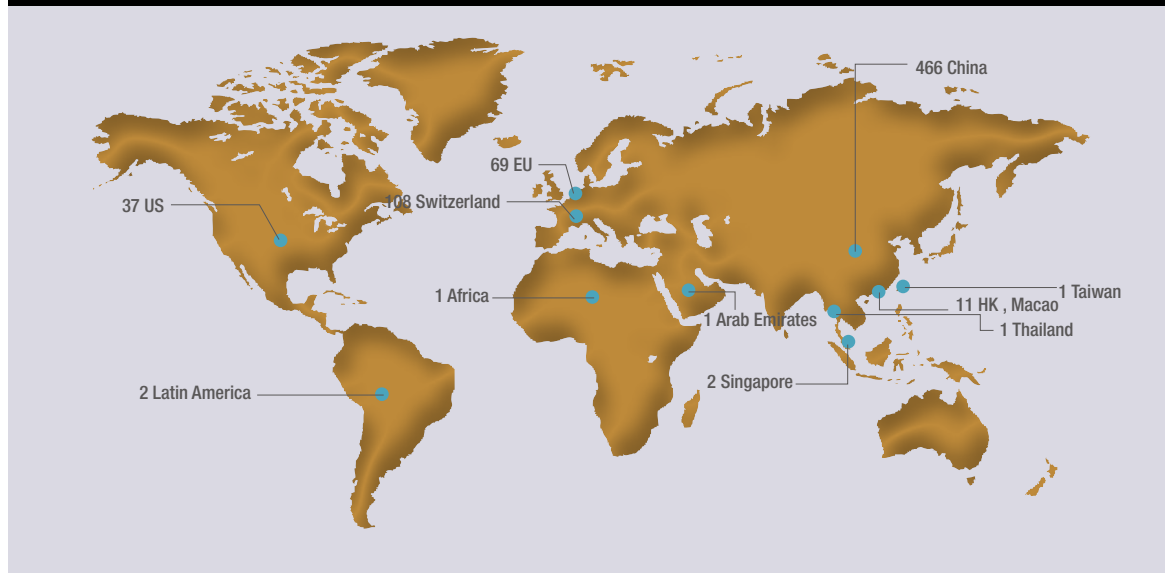 466 China
69 EU
108 Switzerland
37 US
1 Africa
1 Arab Emirates
1 Taiwan
11 HK , Macao
1 Thailand
2 Singapore
2 Latin America